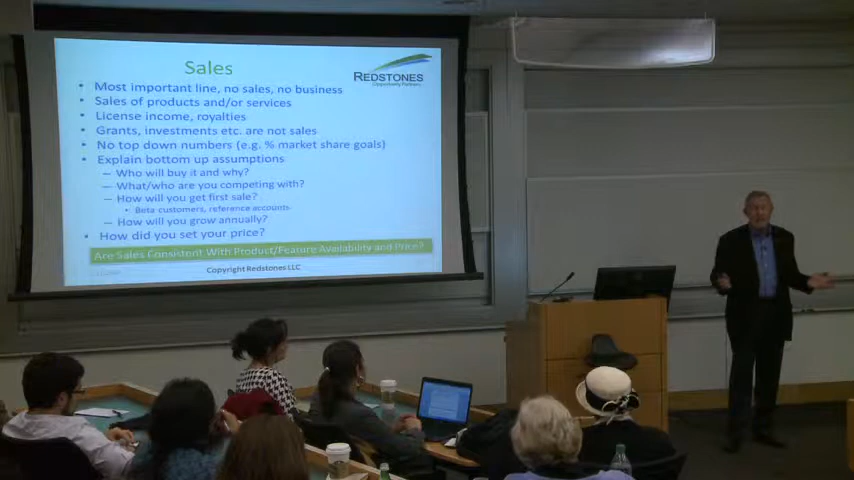 Sales
REDSTONES
Opportunity Partners
• Most important line, no sales, no business
• Sales of products and/or services
• License income, royalties
• Grants, investments etc. are not sales
• No top down numbers (e.g. % market share goals)
• Explain bottom up assumptions
– Who will buy it and why?
– What/who are you competing with?
– How will you get first sale?
• Beta customers, reference accounts.
– How will you grow annually?
• How did you set your price?
Are Sales Consistent With Product/Feature Availability and Price?
Copyright Redstones LLC